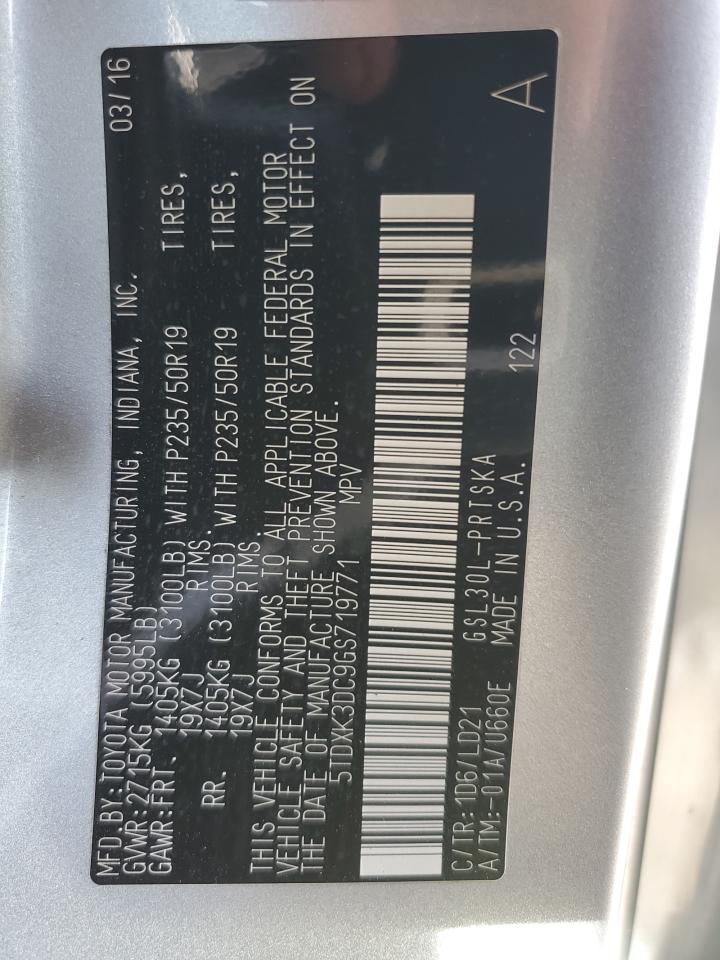 MFD.BY:TOYOTA MOTOR MANUFACTURING, INDIANA, INC. 03/16
GVWR:2715KG (5995LB)
GAWR:FRT. 1405KG (3100LB) WITH P235/50R19 TIRES,
19X7J RIMS.
RR. 1405KG (3100LB) WITH P235/50R19 TIRES,
19X7J RIMS.
THIS VEHICLE CONFORMS TO ALL APPLICABLE FEDERAL MOTOR
VEHICLE SAFETY AND THEFT PREVENTION STANDARDS IN EFFECT ON
THE DATE OF MANUFACTURE SHOWN ABOVE.
5TDXK3DC9GS719771 MPV
C/TR:1D6/LD21 GSL30L-PRTSKA
A/TM:-01A/U660E MADE IN U.S.A. 122 A